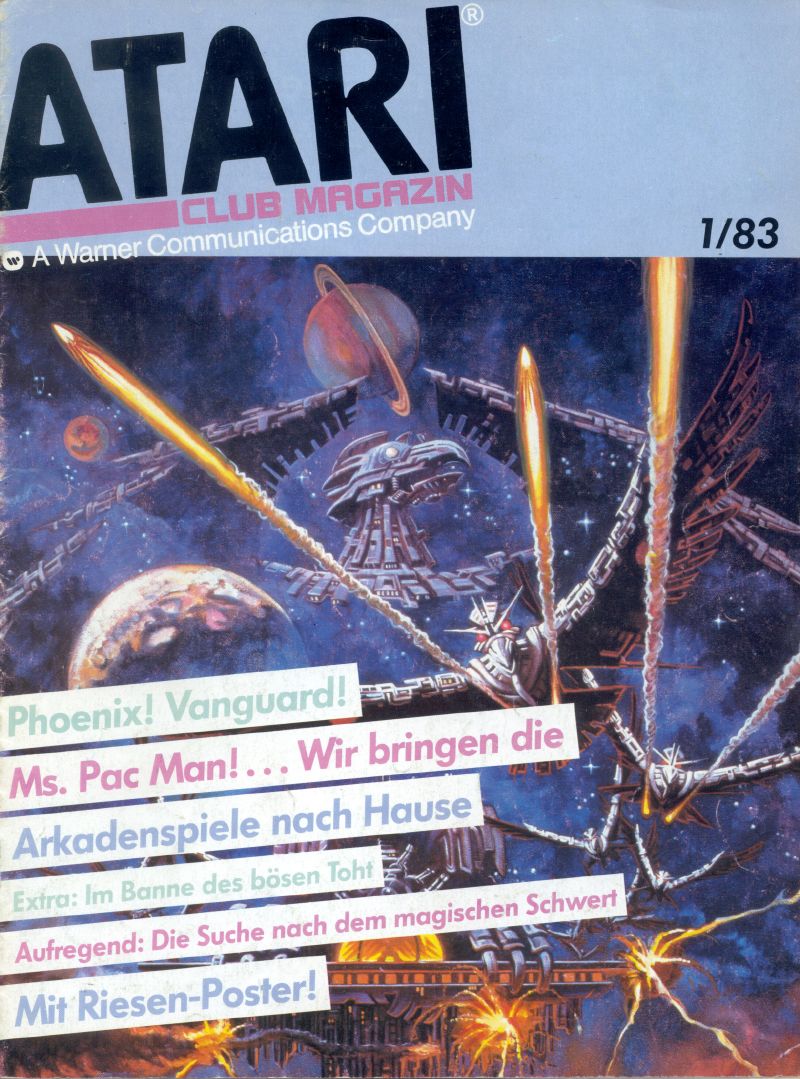 ATARI®
CLUB MAGAZIN
A Warner Communications Company
1/83
Phoenix! Vanguard!
Ms. Pac Man!... Wir bringen die
Arkadenspiele nach Hause
Extra: Im Banne des bösen Toht
Aufregend: Die Suche nach dem magischen Schwert
Mit Riesen-Poster!